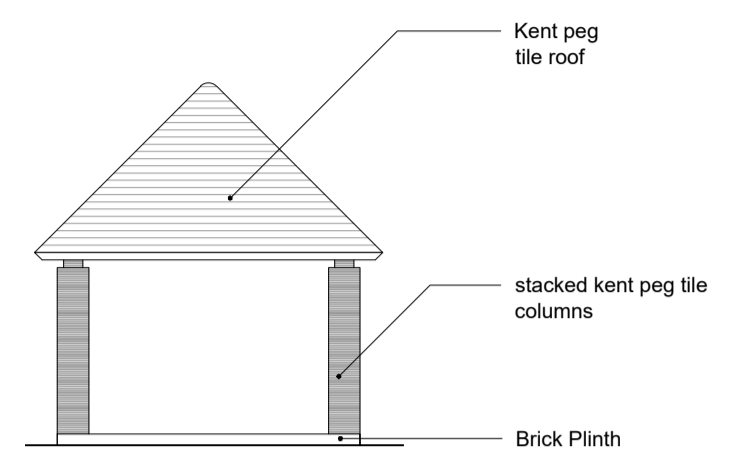 Kent peg
tile roof
stacked kent peg tile
columns
Brick Plinth